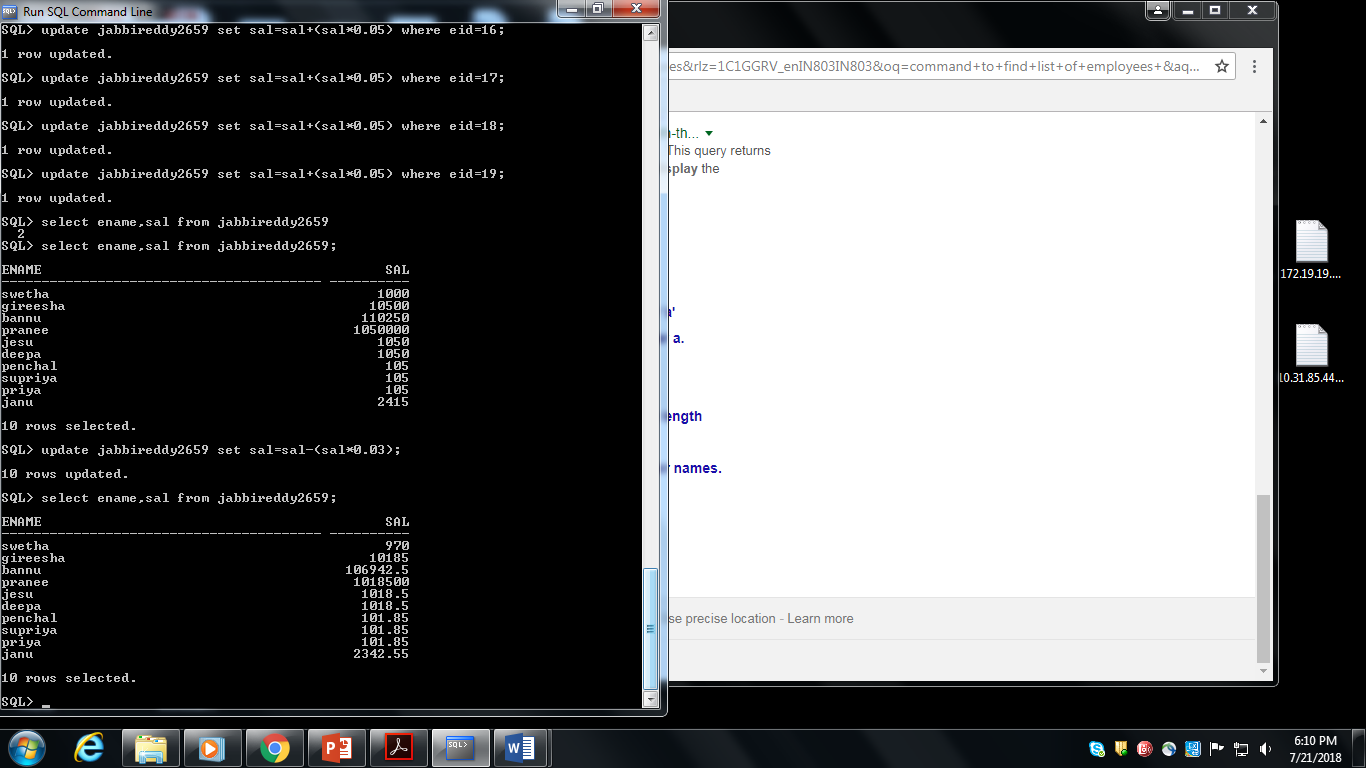 Run SQL Command Line
SQL> update jabbireddy2659 set sal=sal+(sal*0.05) where eid=16;
1 row updated.
SQL> update jabbireddy2659 set sal=sal+(sal*0.05) where eid=17;
1 row updated.
SQL> update jabbireddy2659 set sal=sal+(sal*0.05) where eid=18;
1 row updated.
SQL> update jabbireddy2659 set sal=sal+(sal*0.05) where eid=19;
1 row updated.
SQL> select ename,sal from jabbireddy2659
2
SQL> select ename,sal from jabbireddy2659;
ENAME SAL
---------------------------------------- ----------
swetha 1000
gireesha 10500
bannu 110250
pranee 1050000
jesu 1050
deepa 1050
penchal 105
supriya 105
priya 105
janu 2415
10 rows selected.
SQL> update jabbireddy2659 set sal=sal-(sal*0.03);
10 rows updated.
SQL> select ename,sal from jabbireddy2659;
ENAME SAL
---------------------------------------- ----------
swetha 970
gireesha 10185
bannu 106942.5
pranee 1018500
jesu 1018.5
deepa 1018.5
penchal 101.85
supriya 101.85
priya 101.85
janu 2342.55
10 rows selected.
SQL> _
es&rlz=1C1GGRV_enIN803IN803&oq=command+to+find+list+of+employees+&aq...
-th...
This query returns
splay the
a'
a.
ength
names.
se precise location - Learn more
172.19.19....
10.31.85.44...
SQL>
6:10 PM
7/21/2018